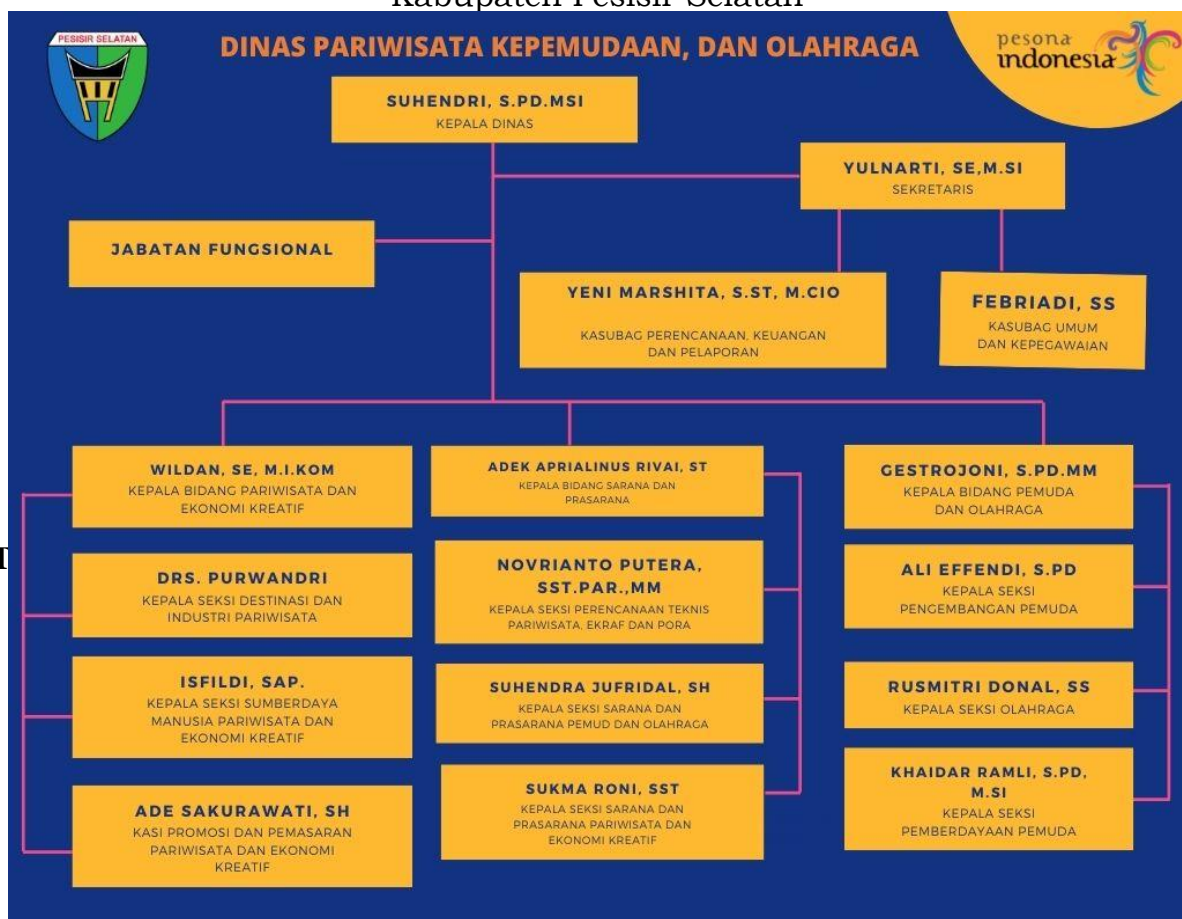 Kabupaten Pesisir Selatan
PESISIR SELATAN
DINAS PARIWISATA KEPEMUDAAN, DAN OLAHRAGA
pesona
indonesia
SUHENDRI, S.PD.MSI
KEPALA DINAS
YULNARTI, SE,M.SI
SEKRETARIS
JABATAN FUNGSIONAL
YENI MARSHITA, S.ST, M.CIO
KASUBAG PERENCANAAN, KEUANGAN
DAN PELAPORAN
FEBRIADI, SS
KASUBAG UMUM
DAN KEPEGAWAIAN
WILDAN, SE, M.I.KOM
KEPALA BIDANG PARIWISATA DAN
EKONOMI KREATIF
DRS. PURWANDRI
KEPALA SEKSI DESTINASI DAN
INDUSTRI PARIWISATA
ISFILDI, SAP.
KEPALA SEKSI SUMBERDAYA
MANUSIA PARIWISATA DAN
EKONOMI KREATIF
ADE SAKURAWATI, SH
KASI PROMOSI DAN PEMASARAN
PARIWISATA DAN EKONOMI
KREATIF
ADEK APRIALINUS RIVAI, ST
KEPALA BIDANG SARANA DAN
PRASARANA
NOVRIANTO PUTERA,
SST.PAR.,MM
KEPALA SEKSI PERENCANAAN TEKNIS
PARIWISATA, EKRAF DAN PORA
SUHENDRA JUFRIDAL, SH
KEPALA SEKSI SARANA DAN
PRASARANA PEMUD DAN OLAHRAGA
SUKMA RONI, SST
KEPALA SEKSI SARANA DAN
PRASARANA PARIWISATA DAN
EKONOMI KREATIF
GESTROJONI, S.PD.MM
KEPALA BIDANG PEMUDA
DAN OLAHRAGA
ALI EFFENDI, S.PD
KEPALA SEKSI
PENGEMBANGAN PEMUDA
RUSMITRI DONAL, SS
KEPALA SEKSI OLAHRAGA
KHAIDAR RAMLI, S.PD,
M.SI
KEPALA SEKSI
PEMBERDAYAAN PEMUDA